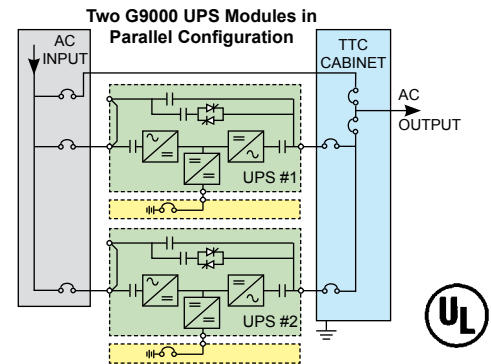 Two G9000 UPS Modules in
Parallel Configuration
AC
INPUT
TTC
CABINET
AC
OUTPUT
UPS #1
UPS #2
UL